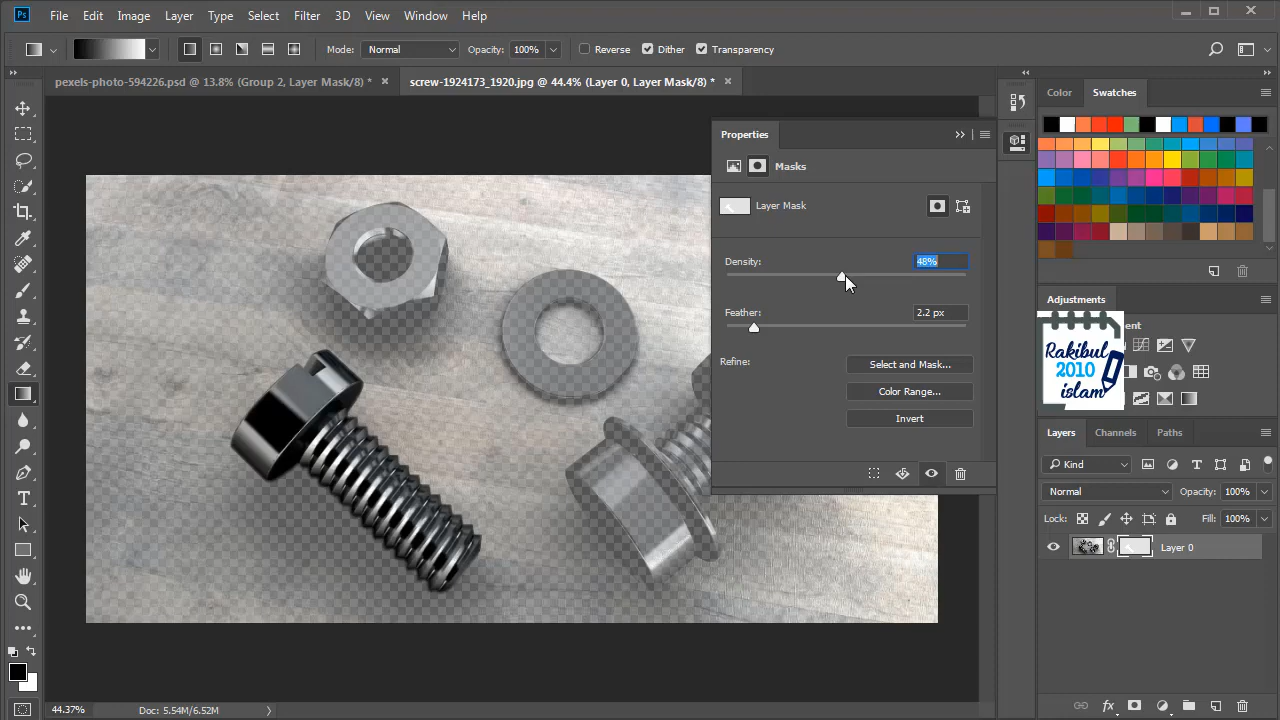 Ps File Edit Image Layer Type Select Filter 3D View Window Help
Mode: Normal Opacity: 100% Reverse Dither Transparency
pexels-photo-594226.psd @ 13.8% (Group 2, Layer Mask/8) * × screw-1924173_1920.jpg @ 44.4% (Layer 0, Layer Mask/8) * ×
Color Swatches
Properties
Masks
Layer Mask
Density: 48%
Feather: 2.2 px
Refine: Select and Mask...
Color Range...
Invert
Adjustments
Rakibul
2010
islam
Layers Channels Paths
Kind
Normal Opacity: 100%
Lock: Fill: 100%
Layer 0
44.37% Doc: 5.54M/6.52M